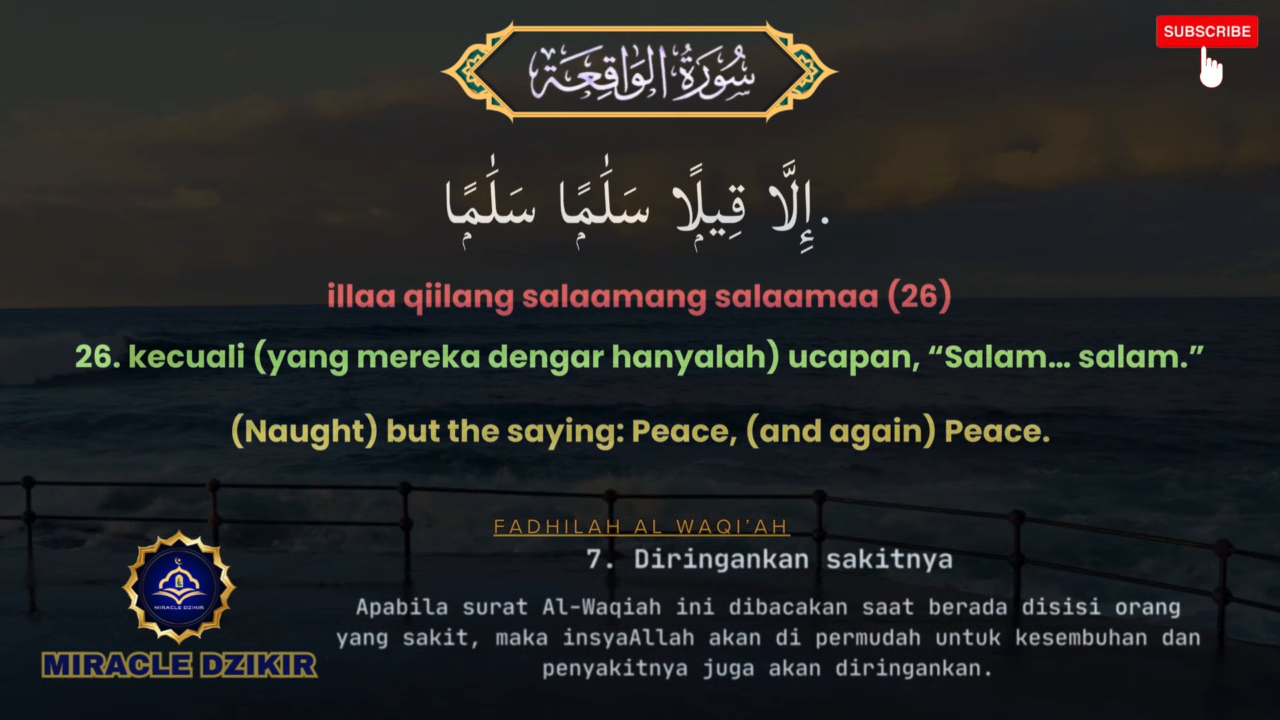 سُورَةُ الوَاقِعَة
SUBSCRIBE
إِلَّا قِيلًۭا سَلَٰمًۭا سَلَٰمًۭا.
illaa qiilang salaamang salaamaa (26)
26. kecuali (yang mereka dengar hanyalah) ucapan, “Salam... salam.”
(Naught) but the saying: Peace, (and again) Peace.
FADHILAH AL WAQI'AH
7. Diringankan sakitnya
Apabila surat Al-Waqiah ini dibacakan saat berada disisi orang
yang sakit, maka insyaAllah akan di permudah untuk kesembuhan dan
penyakitnya juga akan diringankan.
MIRACLE DZIKIR
MIRACLE DZIKIR